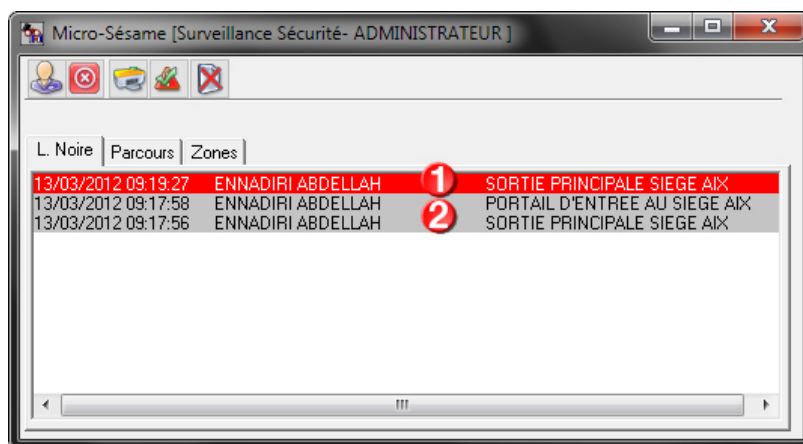 Micro-Sésame [Surveillance Sécurité- ADMINISTRATEUR ]
L. Noire Parcours Zones
13/03/2012 09:19:27 ENNADIRI ABDELLAH 1 SORTIE PRINCIPALE SIEGE AIX
13/03/2012 09:17:58 ENNADIRI ABDELLAH PORTAIL D'ENTREE AU SIEGE AIX
13/03/2012 09:17:56 ENNADIRI ABDELLAH 2 SORTIE PRINCIPALE SIEGE AIX